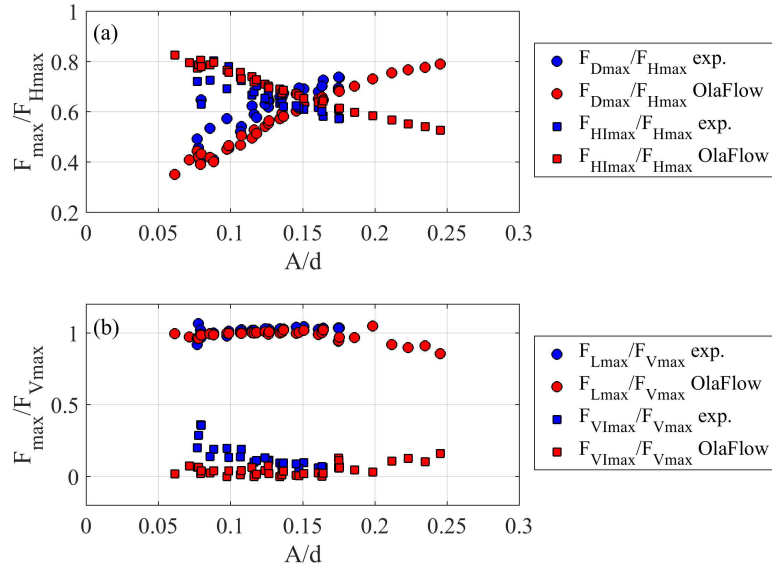 (a)
F_max/F_Hmax
1
0.8
0.6
0.4
0.2
0 0.05 0.1 0.15 0.2 0.25 0.3
A/d
F_Dmax/F_Hmax exp.
F_Dmax/F_Hmax OlaFlow
F_HImax/F_Hmax exp.
F_HImax/F_Hmax OlaFlow
(b)
F_max/F_Vmax
1
0.5
0
0 0.05 0.1 0.15 0.2 0.25 0.3
A/d
F_Lmax/F_Vmax exp.
F_Lmax/F_Vmax OlaFlow
F_VImax/F_Vmax exp.
F_VImax/F_Vmax OlaFlow